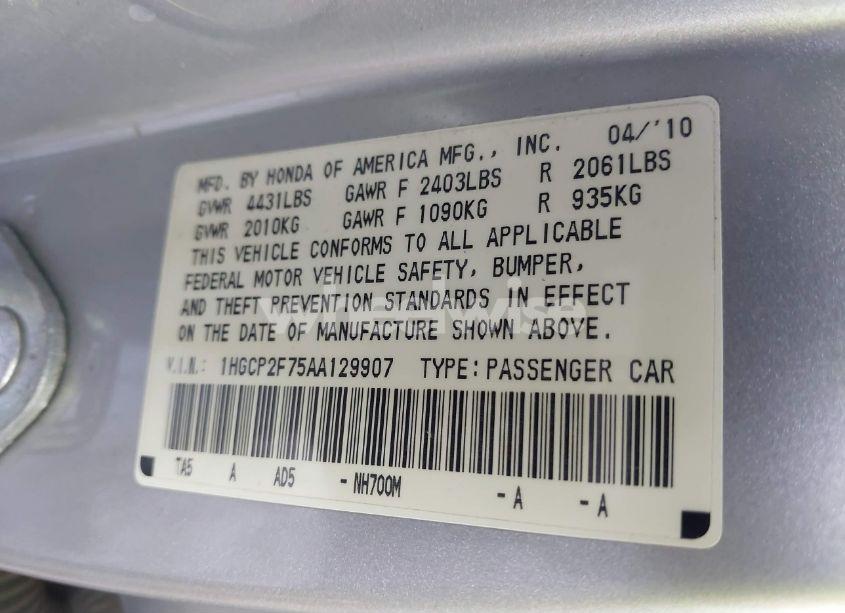 MFD. BY HONDA OF AMERICA MFG., INC. 04/'10
GVWR 4431LBS GAWR F 2403LBS R 2061LBS
GVWR 2010KG GAWR F 1090KG R 935KG
THIS VEHICLE CONFORMS TO ALL APPLICABLE
FEDERAL MOTOR VEHICLE SAFETY, BUMPER,
AND THEFT PREVENTION STANDARDS IN EFFECT
ON THE DATE OF MANUFACTURE SHOWN ABOVE.
V.I.N.: 1HGCP2F75AA129907 TYPE: PASSENGER CAR
TA5 A AD5 - NH700M - A - A
wheelwise